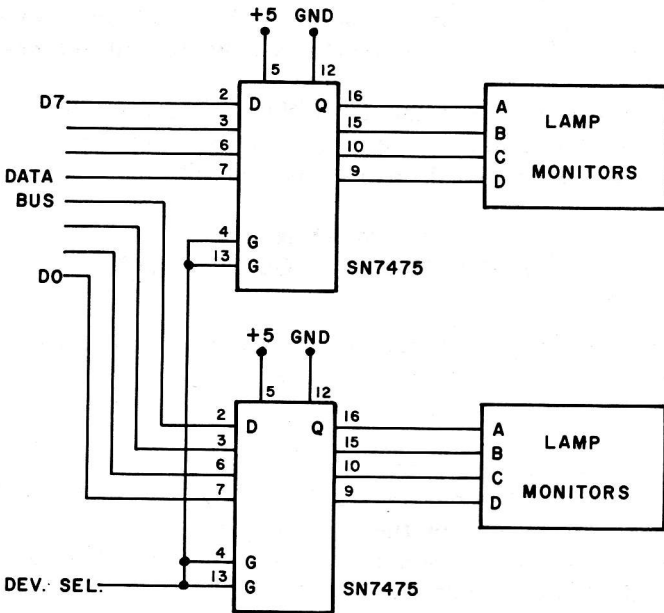 +5 GND
5 12
D7 2 D Q 16 A LAMP
3 15 B
6 10 C MONITORS
DATA 7 9 D
BUS
4 G
13 G
D0 SN7475
+5 GND
5 12
2 D Q 16 A LAMP
3 15 B
6 10 C MONITORS
7 9 D
4 G
DEV. SEL. 13 G SN7475